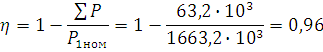 η = 1 − ∑ P / P₁ном = 1 − 63,2 · 10³ / 1663,2 · 10³ = 0,96